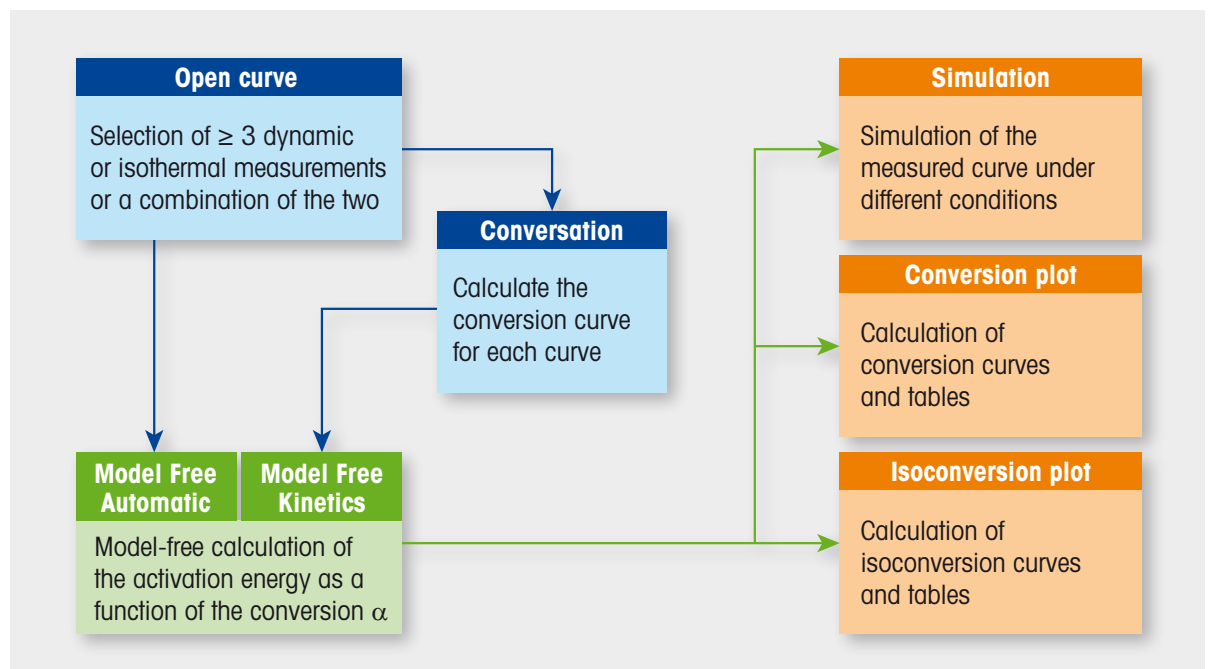 Open curve
Selection of ≥ 3 dynamic
or isothermal measurements
or a combination of the two
Conversation
Calculate the
conversion curve
for each curve
Model Free
Automatic
Model Free
Kinetics
Model-free calculation of
the activation energy as a
function of the conversion α
Simulation
Simulation of the
measured curve under
different conditions
Conversion plot
Calculation of
conversion curves
and tables
Isoconversion plot
Calculation of
isoconversion curves
and tables